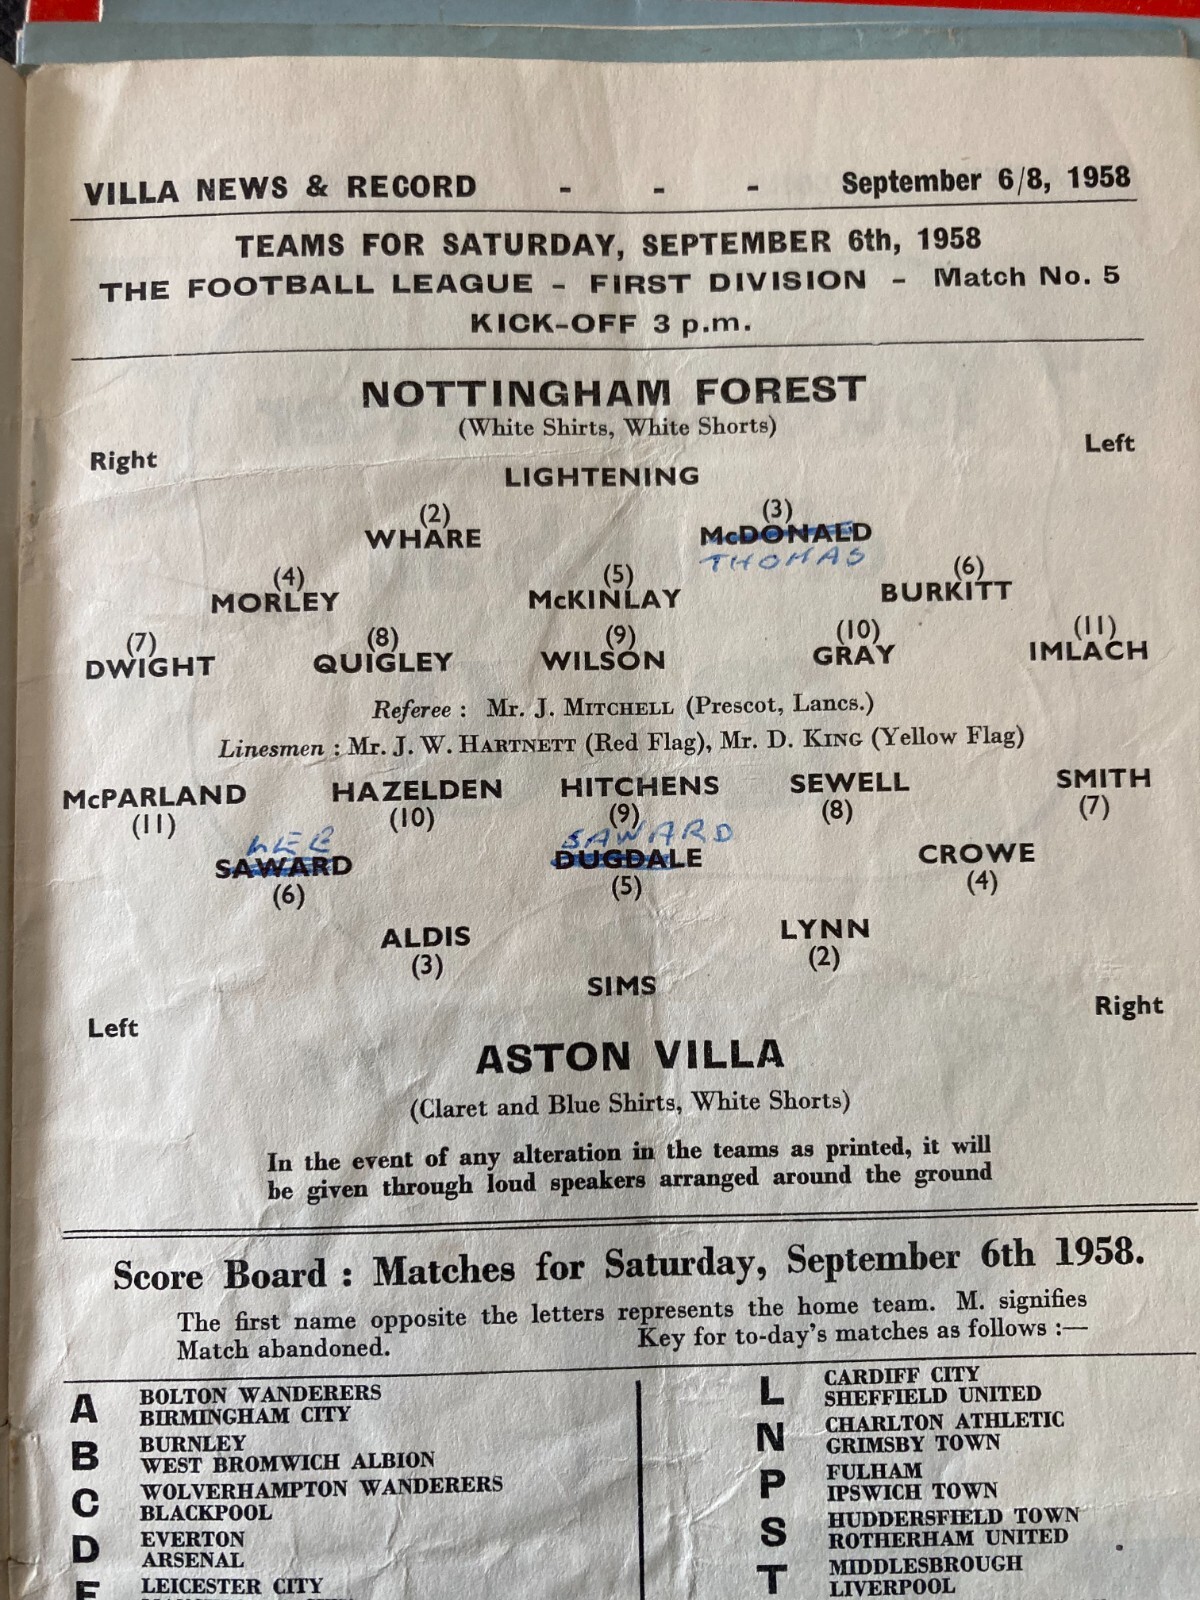 VILLA NEWS & RECORD - - - September 6/8, 1958
TEAMS FOR SATURDAY, SEPTEMBER 6th, 1958
THE FOOTBALL LEAGUE - FIRST DIVISION - Match No. 5
KICK-OFF 3 p.m.
NOTTINGHAM FOREST
(White Shirts, White Shorts)
Right Left
LIGHTENING
(2) (3)
WHARE McDONALD
THOMAS
(4) (5) (6)
MORLEY McKINLAY BURKITT
(7) (8) (9) (10) (11)
DWIGHT QUIGLEY WILSON GRAY IMLACH
Referee : Mr. J. MITCHELL (Prescot, Lancs.)
Linesmen : Mr. J. W. HARTNETT (Red Flag), Mr. D. KING (Yellow Flag)
McPARLAND HAZELDEN HITCHENS SEWELL SMITH
(11) (10) (9) (8) (7)
LEE SAWARD
SAWARD DUGDALE CROWE
(6) (5) (4)
ALDIS LYNN
(3) (2)
SIMS
Left Right
ASTON VILLA
(Claret and Blue Shirts, White Shorts)
In the event of any alteration in the teams as printed, it will
be given through loud speakers arranged around the ground
Score Board : Matches for Saturday, September 6th 1958.
The first name opposite the letters represents the home team. M. signifies
Match abandoned. Key for to-day's matches as follows :—
A BOLTON WANDERERS
BIRMINGHAM CITY
B BURNLEY
WEST BROMWICH ALBION
C WOLVERHAMPTON WANDERERS
BLACKPOOL
D EVERTON
ARSENAL
E LEICESTER CITY
L CARDIFF CITY
SHEFFIELD UNITED
N CHARLTON ATHLETIC
GRIMSBY TOWN
P FULHAM
IPSWICH TOWN
S HUDDERSFIELD TOWN
ROTHERHAM UNITED
T MIDDLESBROUGH
LIVERPOOL